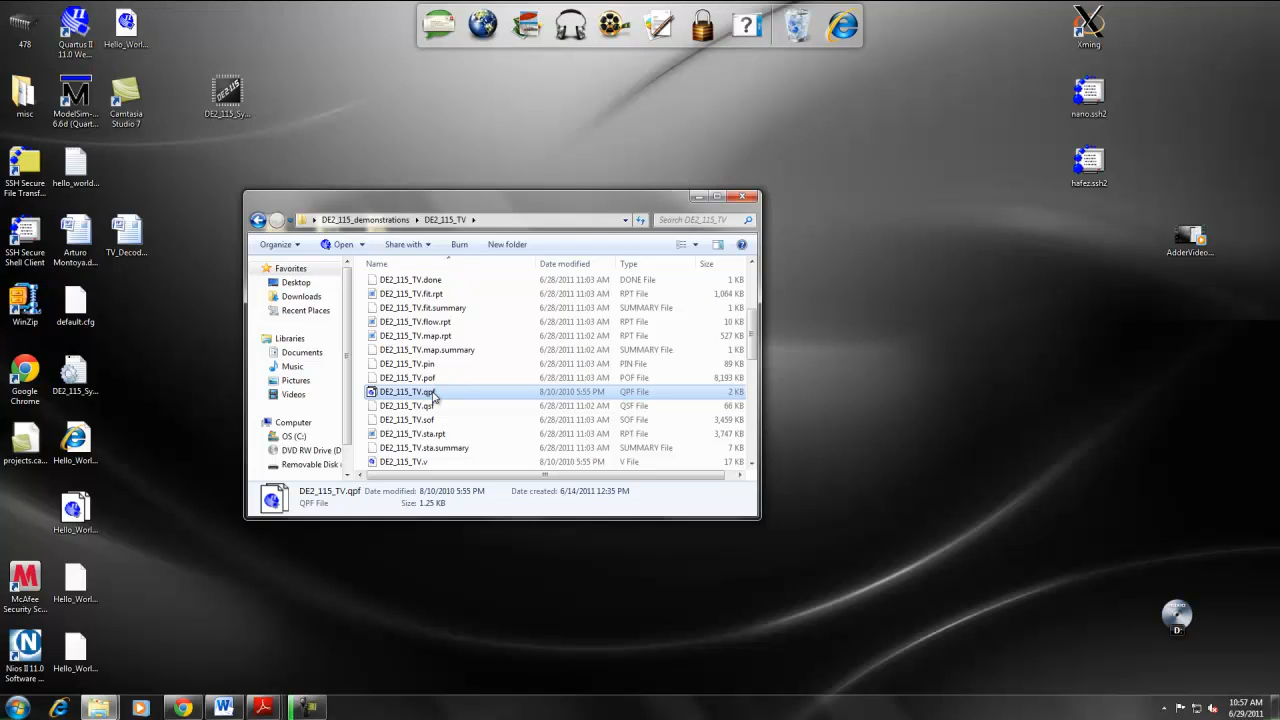 478
Quartus II
11.0 We...
Hello_Worl...
Xming
misc
ModelSim-...
6.6d (Quart...
Camtasia
Studio 7
DE2_115_Sy...
nano.ssh2
SSH Secure
File Transf...
hello_world...
hafez.ssh2
SSH Secure
Shell Client
Arturo
Montoya.d...
TV_Decod...
AdderVideo...
WinZip
default.cfg
Google
Chrome
DE2_115_Sy...
projects.ca...
Hello_Worl...
Hello_Worl...
McAfee
Security Sc...
Hello_Worl...
Nios II 11.0
Software ...
Hello_Worl...
D:
DE2_115_demonstrations
DE2_115_TV
Search DE2_115_TV
Organize
Open
Share with
Burn
New folder
Favorites
Desktop
Downloads
Recent Places
Libraries
Documents
Music
Pictures
Videos
Computer
OS (C:)
DVD RW Drive (D
Removable Disk
Name Date modified Type Size
DE2_115_TV.done 6/28/2011 11:03 AM DONE File 1 KB
DE2_115_TV.fit.rpt 6/28/2011 11:03 AM RPT File 1,064 KB
DE2_115_TV.fit.summary 6/28/2011 11:03 AM SUMMARY File 1 KB
DE2_115_TV.flow.rpt 6/28/2011 11:03 AM RPT File 10 KB
DE2_115_TV.map.rpt 6/28/2011 11:03 AM RPT File 527 KB
DE2_115_TV.map.summary 6/28/2011 11:03 AM SUMMARY File 1 KB
DE2_115_TV.pin 6/28/2011 11:03 AM PIN File 89 KB
DE2_115_TV.pof 6/28/2011 11:03 AM POF File 8,193 KB
DE2_115_TV.qpf 8/10/2010 5:55 PM QPF File 2 KB
DE2_115_TV.qsf 6/28/2011 11:02 AM QSF File 66 KB
DE2_115_TV.sof 6/28/2011 11:03 AM SOF File 3,459 KB
DE2_115_TV.sta.rpt 6/28/2011 11:03 AM RPT File 3,747 KB
DE2_115_TV.sta.summary 6/28/2011 11:03 AM SUMMARY File 7 KB
DE2_115_TV.v 8/10/2010 5:55 PM V File 17 KB
DE2_115_TV.qpf Date modified: 8/10/2010 5:55 PM Date created: 6/14/2011 12:35 PM
QPF File Size: 1.25 KB
10:57 AM
6/29/2011